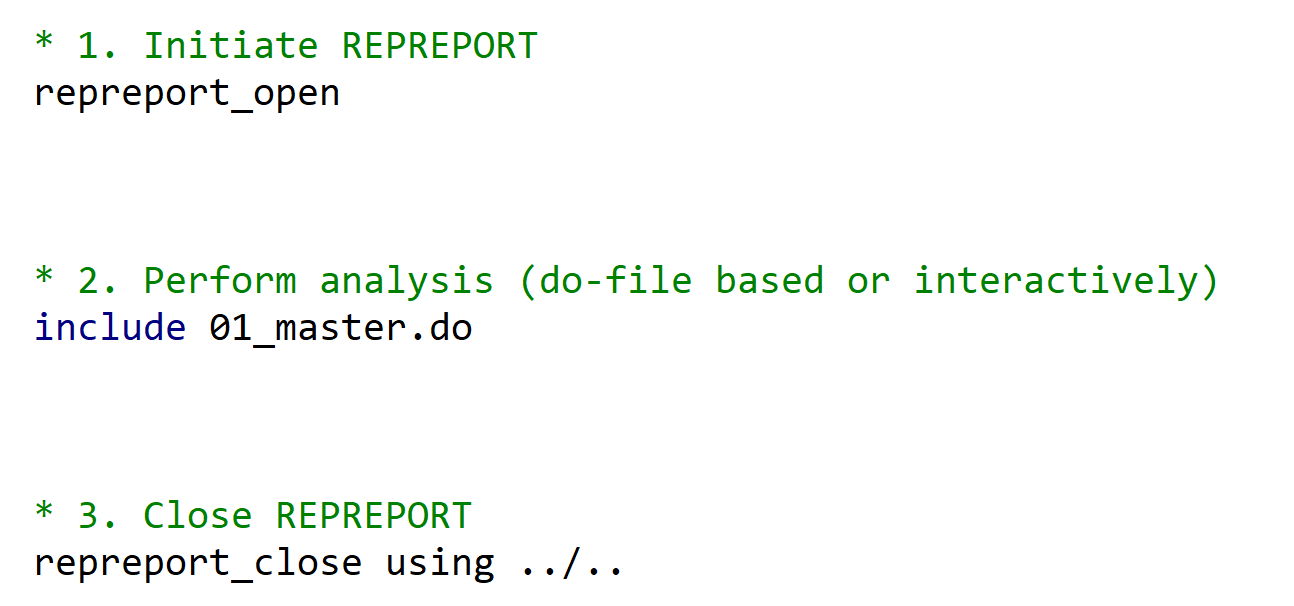 * 1. Initiate REPREPORT
repreport_open
* 2. Perform analysis (do-file based or interactively)
include 01_master.do
* 3. Close REPREPORT
repreport_close using ../..